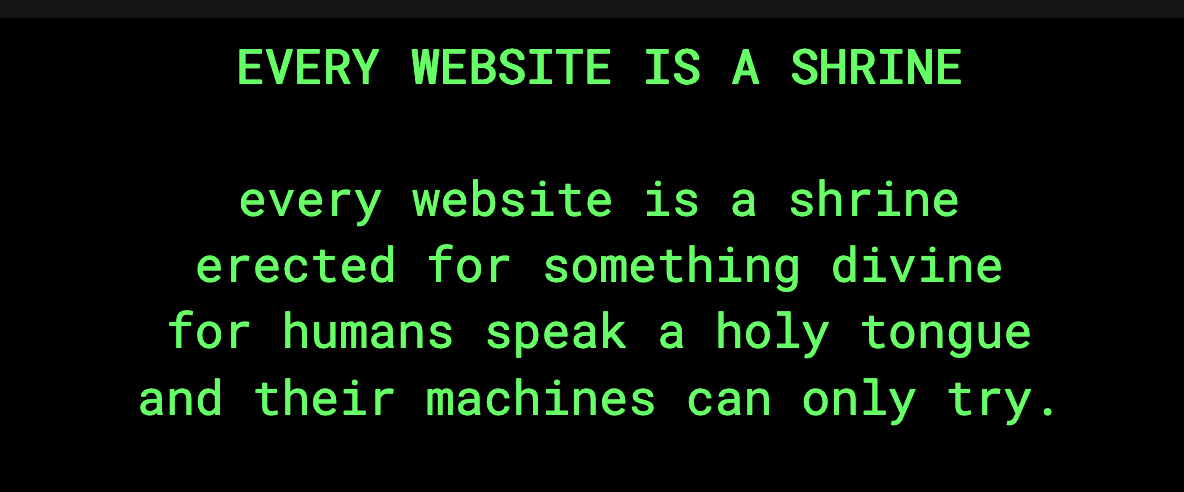 EVERY WEBSITE IS A SHRINE
every website is a shrine
erected for something divine
for humans speak a holy tongue
and their machines can only try.